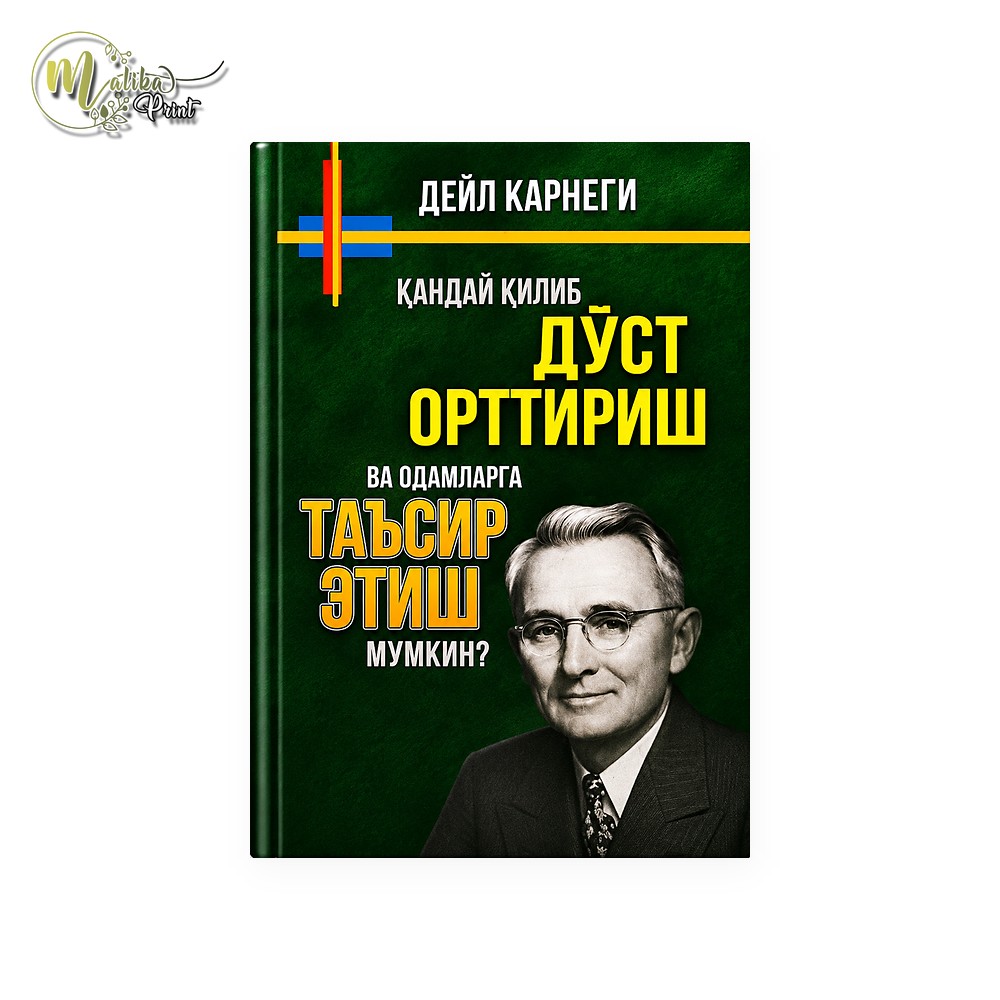 Malika
Print
ДЕЙЛ КАРНЕГИ
ҚАНДАЙ ҚИЛИБ
ДЎСТ
ОРТТИРИШ
ВА ОДАМЛАРГА
ТАЪСИР
ЭТИШ
МУМКИН?